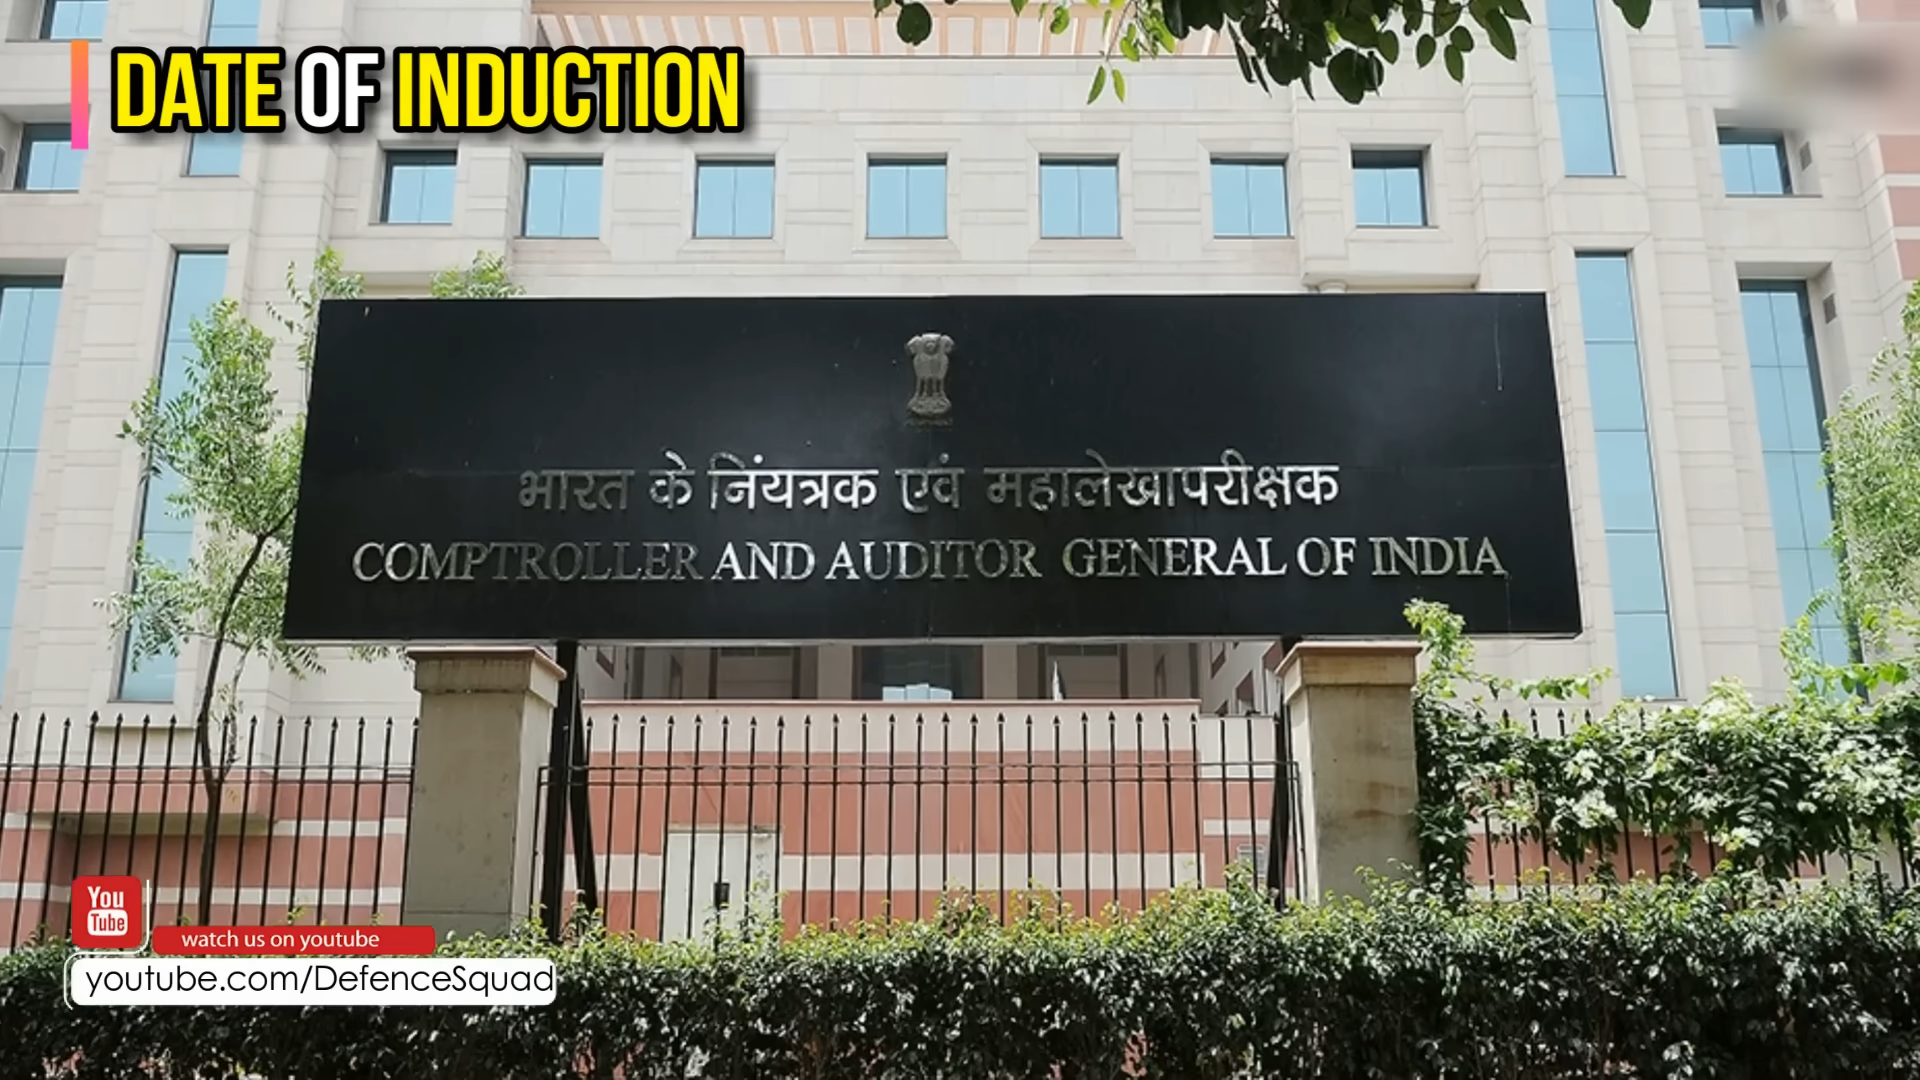 DATE OF INDUCTION
भारत के निंयत्रक एवं महालेखापरीक्षक
COMPTROLLER AND AUDITOR GENERAL OF INDIA
You
Tube
watch us on youtube
youtube.com/DefenceSquad